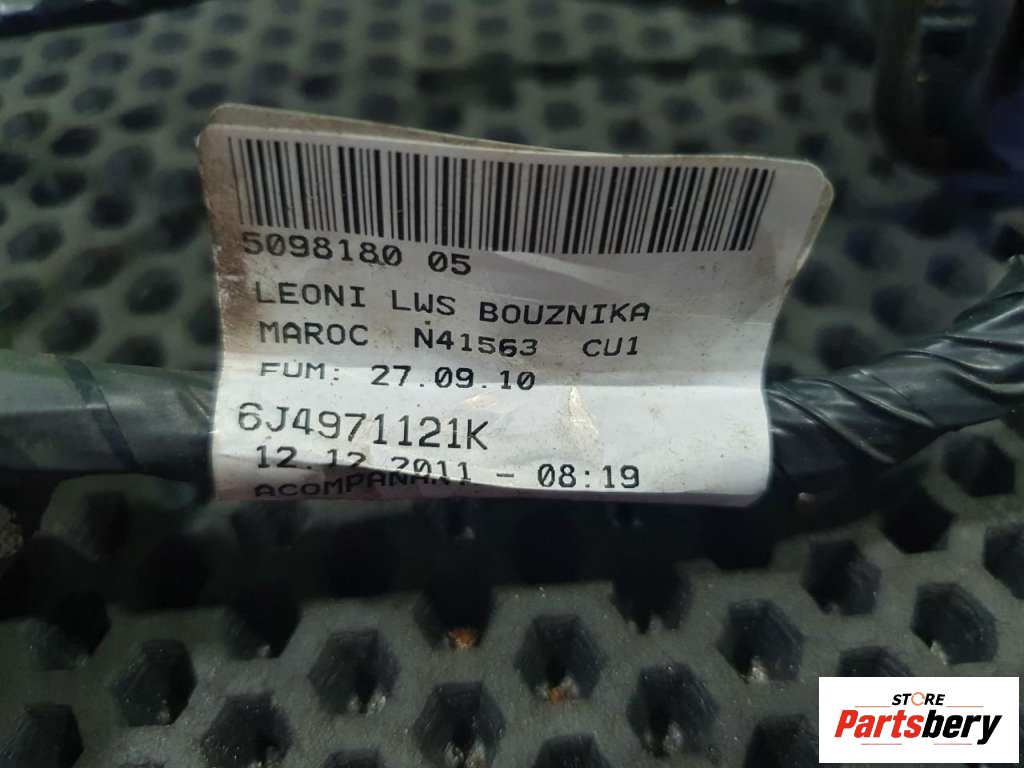 5098180 05
LEONI LWS BOUZNIKA
MAROC N41563 CU1
FUM: 27.09.10
6J4971121K
12.12.2011 - 08:19
STORE
Partsbery